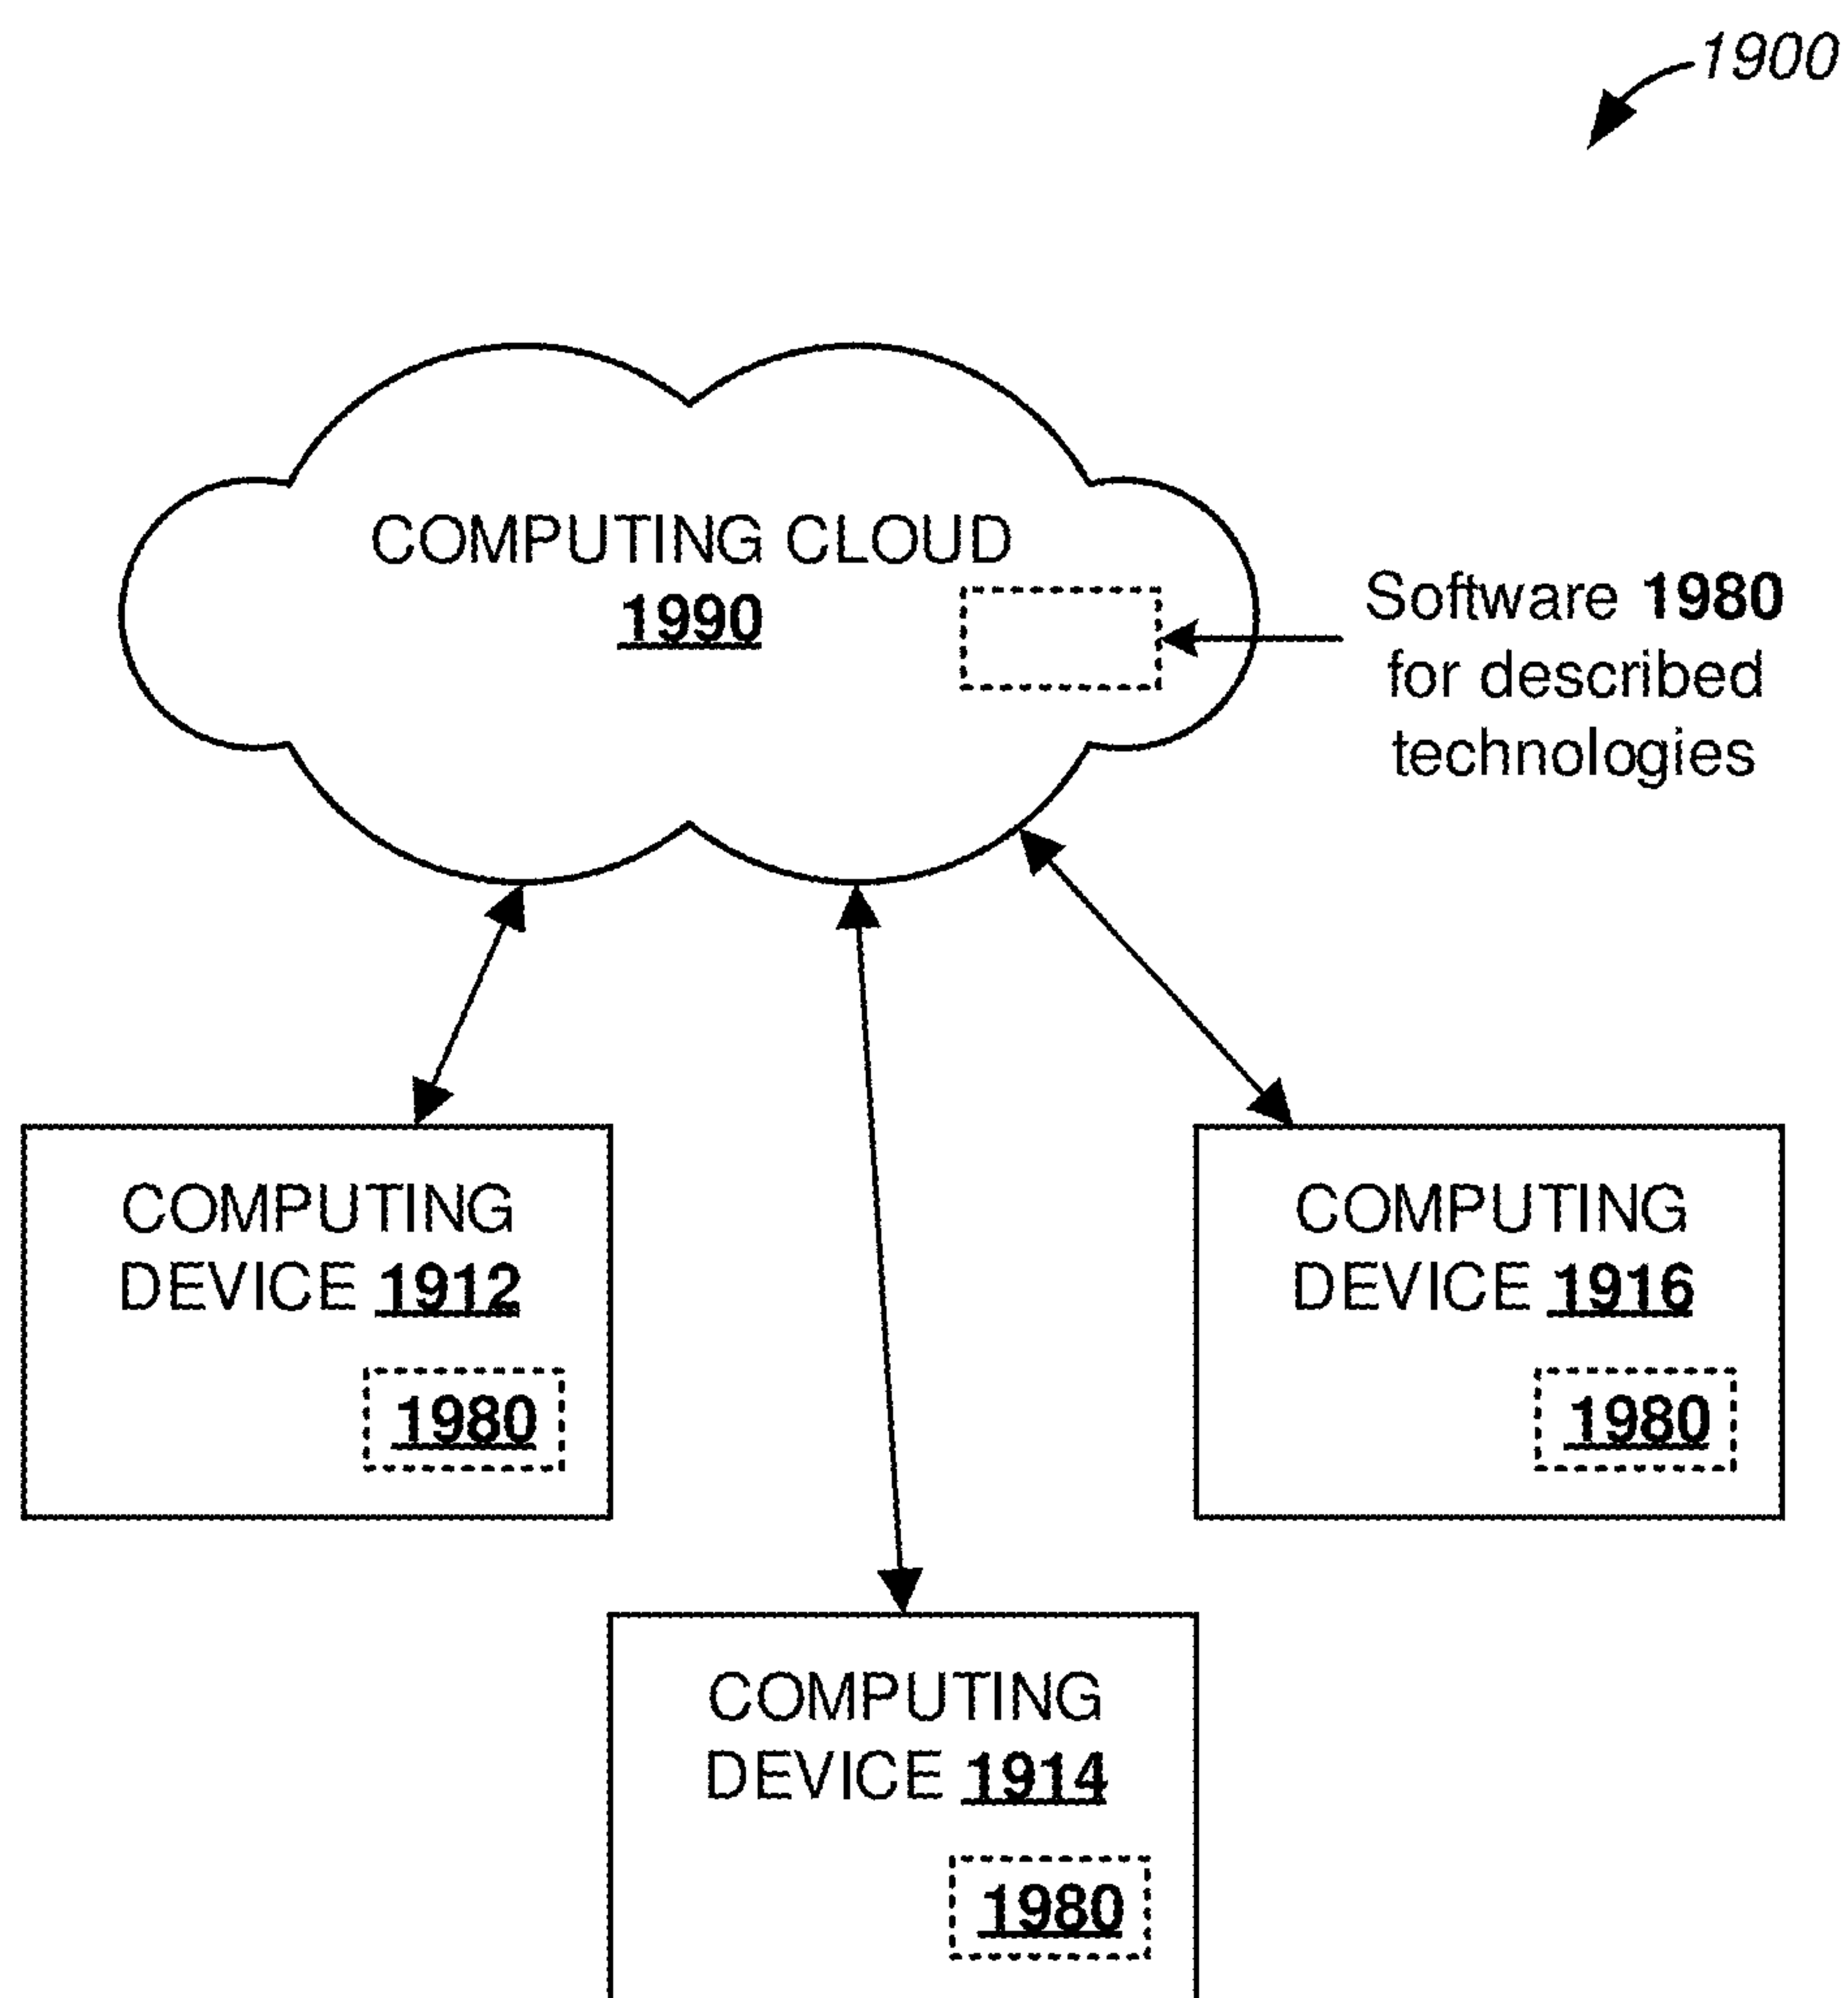 1900
COMPUTING CLOUD
1990
Software 1980
for described
technologies
COMPUTING
DEVICE 1912
1980
COMPUTING
DEVICE 1916
1980
COMPUTING
DEVICE 1914
1980